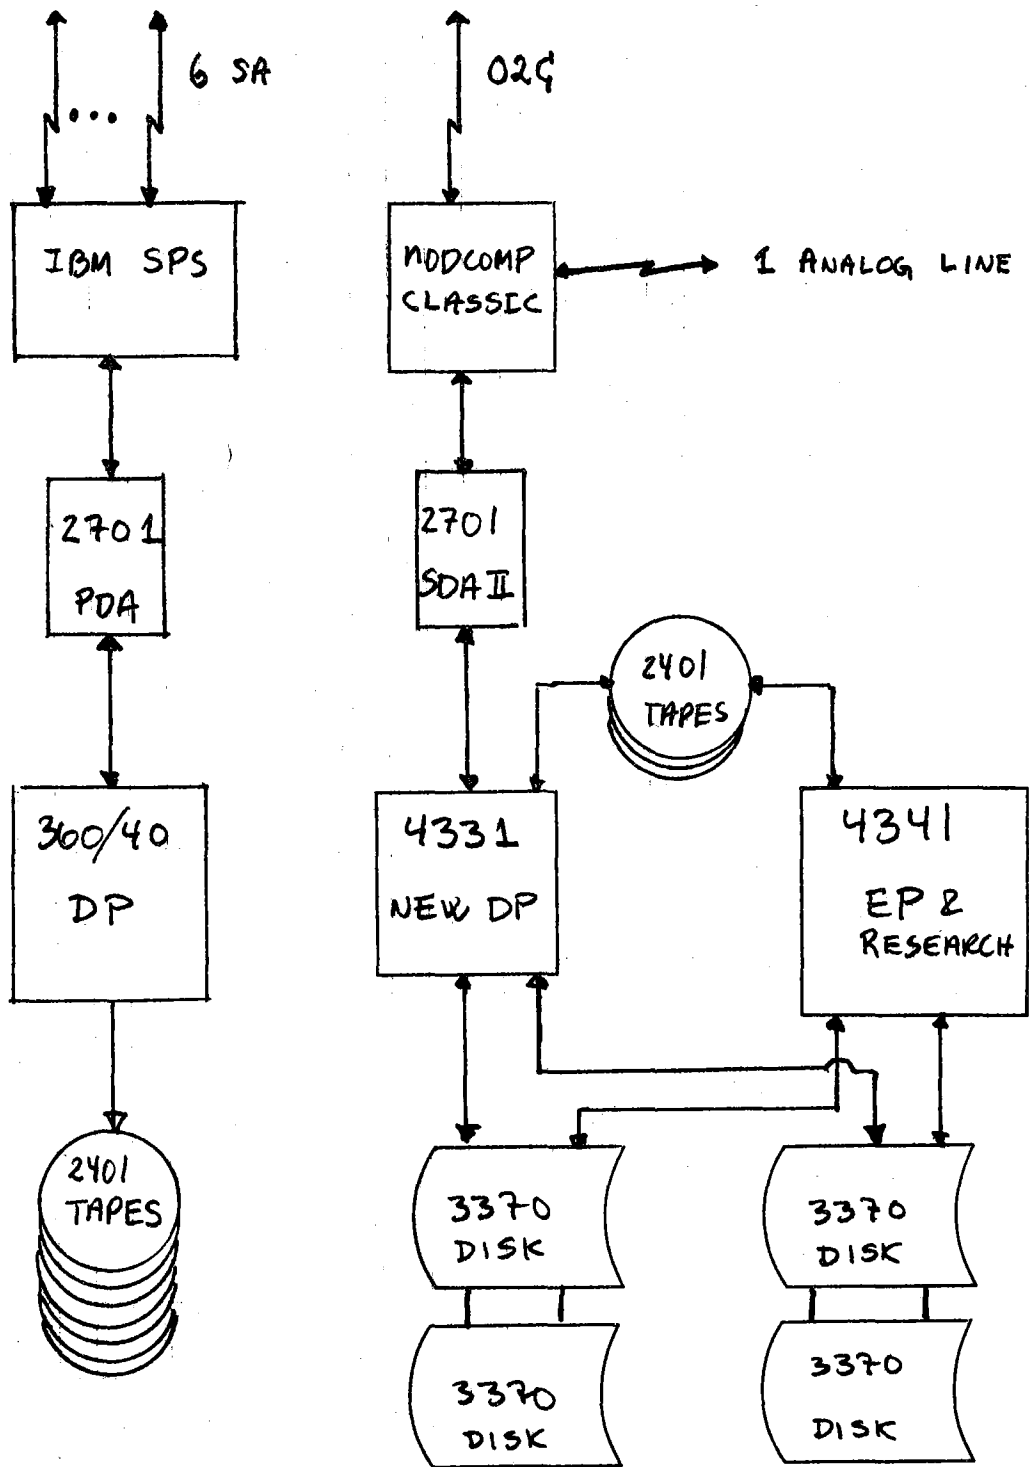 6 SA
02G
IBM SPS
MODCOMP
CLASSIC
1 ANALOG LINE
2701
PDA
2701
SDA II
2401
TAPES
360/40
DP
4331
NEW DP
4341
EP &
RESEARCH
2401
TAPES
3370
DISK
3370
DISK
3370
DISK
3370
DISK